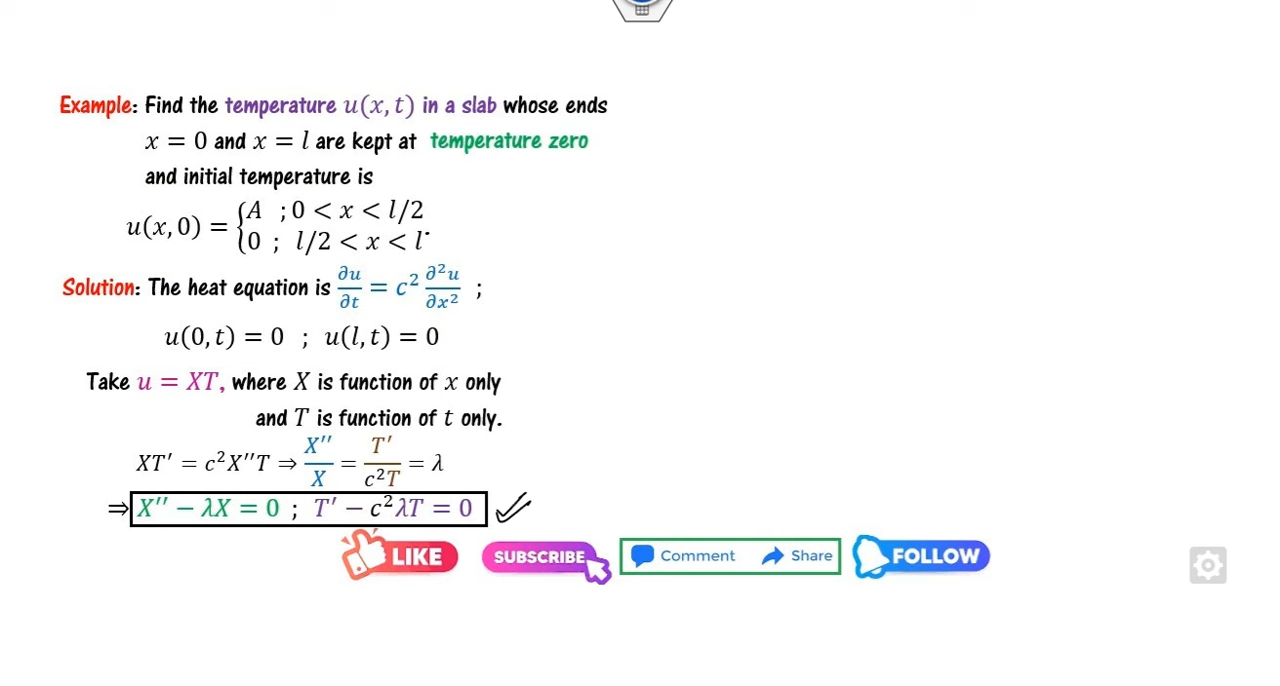 Example: Find the temperature u(x, t) in a slab whose ends
x = 0 and x = l are kept at temperature zero
and initial temperature is
u(x, 0) = {A ; 0 < x < l/2
0 ; l/2 < x < l.
Solution: The heat equation is ∂u/∂t = c² ∂²u/∂x² ;
u(0, t) = 0 ; u(l, t) = 0
Take u = XT, where X is function of x only
and T is function of t only.
XT′ = c²X′′T ⇒ X′′/X = T′/c²T = λ
⇒ X′′ − λX = 0 ; T′ − c²λT = 0
LIKE SUBSCRIBE Comment Share FOLLOW